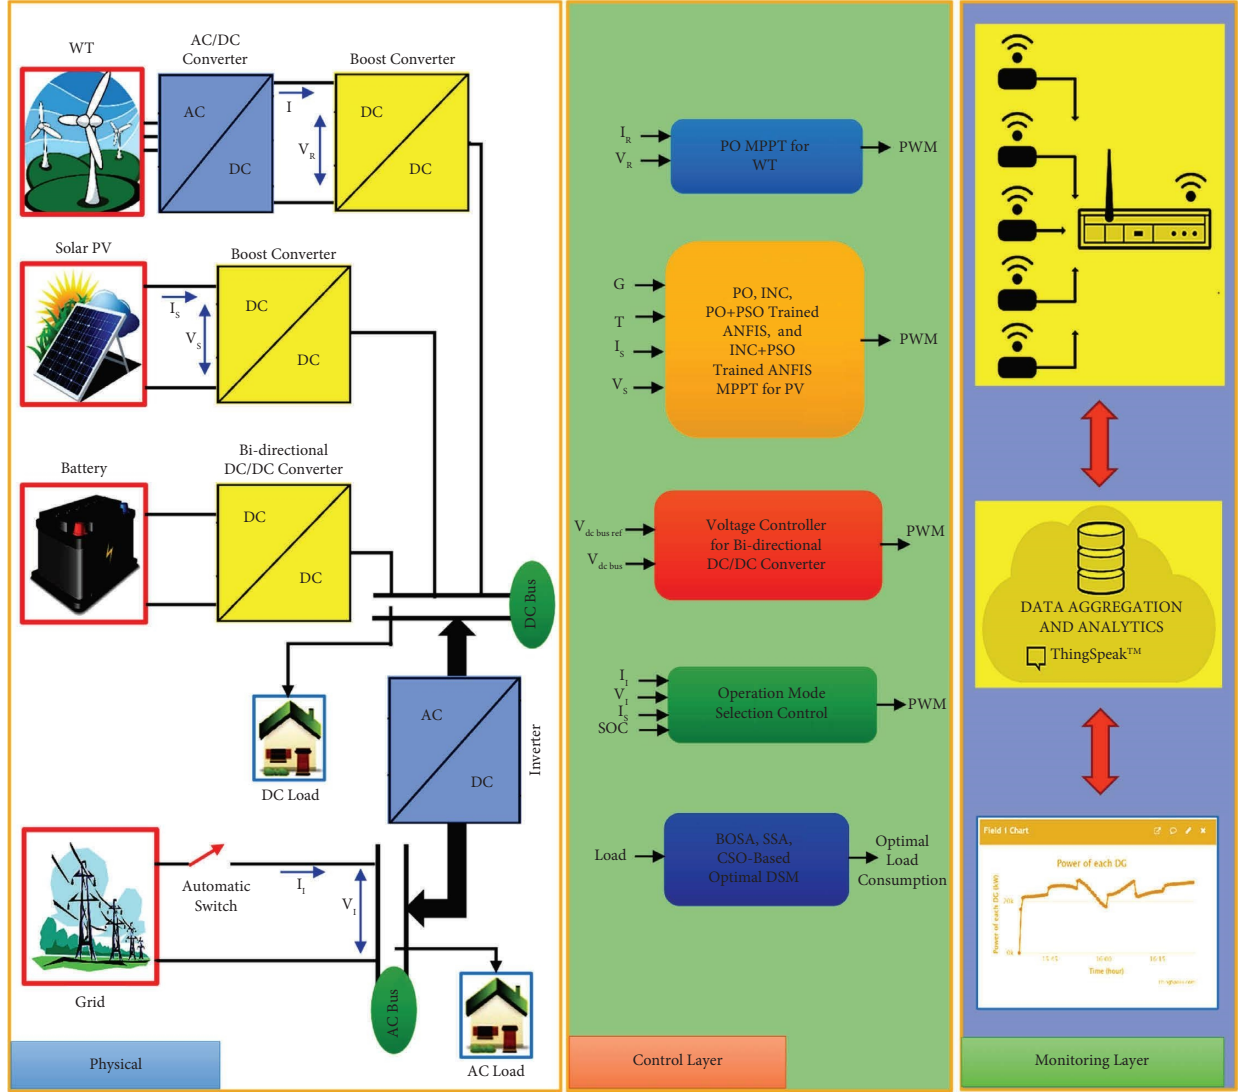 WT
AC/DC
Converter
Boost Converter
AC
DC
I
V_R
DC
DC
Solar PV
Boost Converter
I_S
V_S
DC
DC
Battery
Bi-directional
DC/DC Converter
DC
DC
DC Bus
DC Load
AC
DC
Inverter
Grid
Automatic
Switch
I_I
V_I
AC Bus
AC Load
Physical
I_R
V_R
PO MPPT for
WT
PWM
G
T
I_S
V_S
PO, INC,
PO+PSO Trained
ANFIS, and
INC+PSO
Trained ANFIS
MPPT for PV
PWM
V_dc bus ref
V_dc bus
Voltage Controller
for Bi-directional
DC/DC Converter
PWM
I_I
V_I
I_S
SOC
Operation Mode
Selection Control
PWM
Load
BOSA, SSA,
CSO-Based
Optimal DSM
Optimal
Load
Consumption
Control Layer
DATA AGGREGATION
AND ANALYTICS
ThingSpeak™
Field 1 Chart
Power of each DG
Power of each DG (kW)
Time (hour)
Monitoring Layer